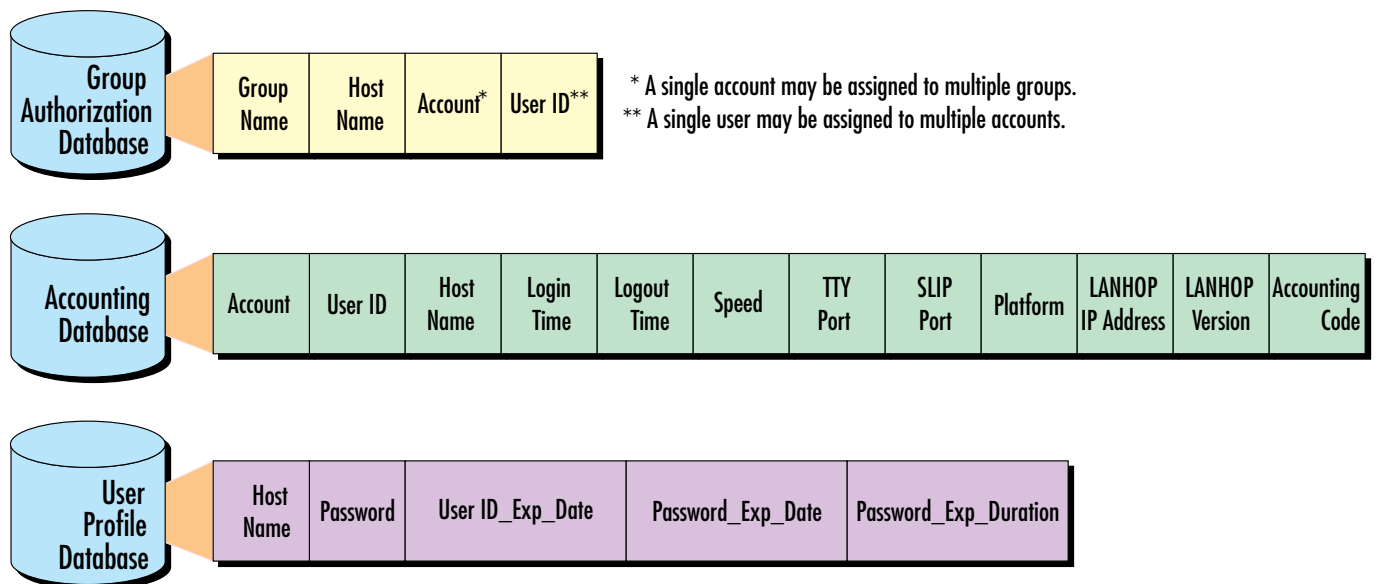 Group
Authorization
Database
Group
Name
Host
Name
Account*
User ID**
* A single account may be assigned to multiple groups.
** A single user may be assigned to multiple accounts.
Accounting
Database
Account
User ID
Host
Name
Login
Time
Logout
Time
Speed
TTY
Port
SLIP
Port
Platform
LANHOP
IP Address
LANHOP
Version
Accounting
Code
User
Profile
Database
Host
Name
Password
User ID_Exp_Date
Password_Exp_Date
Password_Exp_Duration